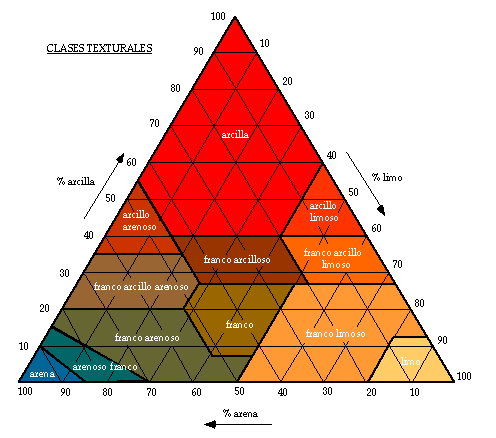 100
CLASES TEXTURALES
90
10
80
20
70
30
arcilla
60
40
% arcilla
% limo
50
50
arcillo
arenoso
arcillo
limoso
40
60
franco arcilloso
franco arcillo
limoso
30
70
franco arcillo arenoso
20
80
franco
franco arenoso
franco limoso
10
90
limo
arena
arenoso franco
100
100
90
80
70
60
50
40
30
20
10
% arena